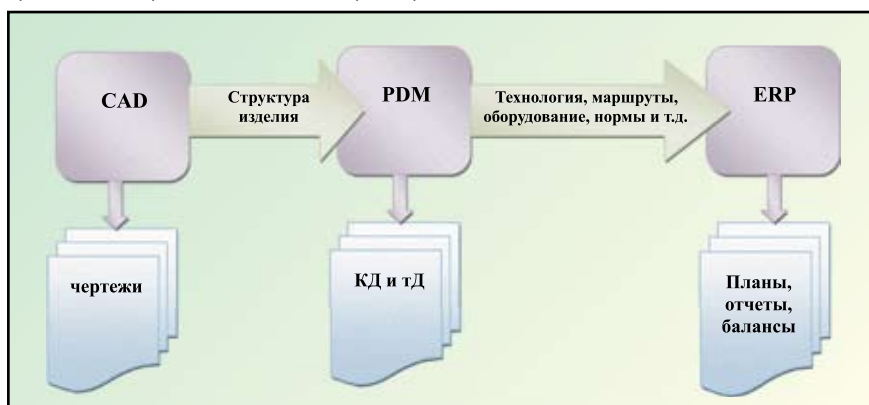 CAD
Структура
изделия
PDM
Технология, маршруты,
оборудование, нормы и т.д.
ERP
чертежи
КД и тД
Планы,
отчеты,
балансы